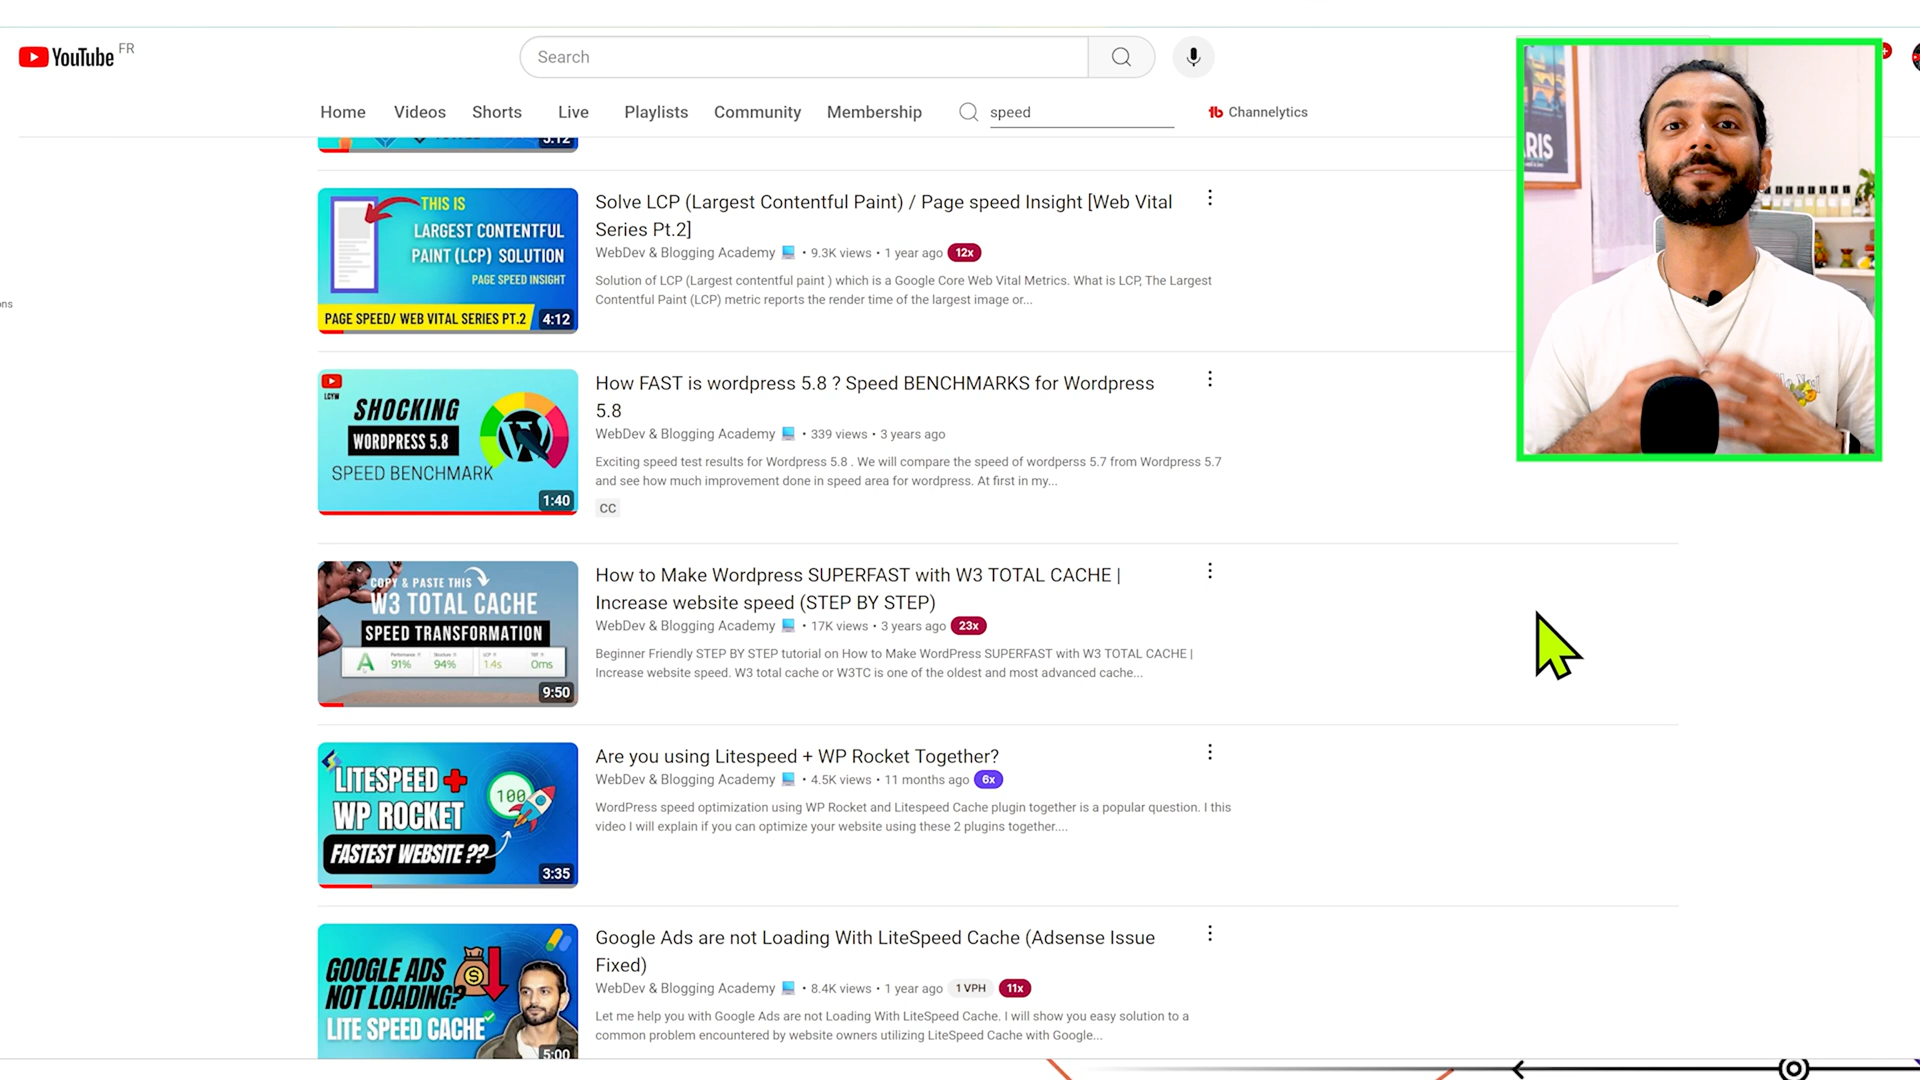 YouTube FR
Search
Home Videos Shorts Live Playlists Community Membership speed Channelytics
THIS IS
LARGEST CONTENTFUL
PAINT (LCP) SOLUTION
PAGE SPEED INSIGHT
PAGE SPEED/ WEB VITAL SERIES PT.2
4:12
Solve LCP (Largest Contentful Paint) / Page speed Insight [Web Vital
Series Pt.2]
WebDev & Blogging Academy • 9.3K views • 1 year ago 12x
Solution of LCP (Largest contentful paint ) which is a Google Core Web Vital Metrics. What is LCP, The Largest
Contentful Paint (LCP) metric reports the render time of the largest image or...
ons
LCYW
SHOCKING
WORDPRESS 5.8
SPEED BENCHMARK
1:40
How FAST is wordpress 5.8 ? Speed BENCHMARKS for Wordpress
5.8
WebDev & Blogging Academy • 339 views • 3 years ago
Exciting speed test results for Wordpress 5.8 . We will compare the speed of wordperss 5.7 from Wordpress 5.7
and see how much improvement done in speed area for wordpress. At first in my...
CC
COPY & PASTE THIS
W3 TOTAL CACHE
SPEED TRANSFORMATION
A 91% 94% 1.4s 0ms
9:50
How to Make Wordpress SUPERFAST with W3 TOTAL CACHE |
Increase website speed (STEP BY STEP)
WebDev & Blogging Academy • 17K views • 3 years ago 23x
Beginner Friendly STEP BY STEP tutorial on How to Make WordPress SUPERFAST with W3 TOTAL CACHE |
Increase website speed. W3 total cache or W3TC is one of the oldest and most advanced cache...
LITESPEED
WP ROCKET
100
FASTEST WEBSITE ??
3:35
Are you using Litespeed + WP Rocket Together?
WebDev & Blogging Academy • 4.5K views • 11 months ago 6x
WordPress speed optimization using WP Rocket and Litespeed Cache plugin together is a popular question. I this
video I will explain if you can optimize your website using these 2 plugins together....
GOOGLE ADS
NOT LOADING?
LITE SPEED CACHE
5:00
Google Ads are not Loading With LiteSpeed Cache (Adsense Issue
Fixed)
WebDev & Blogging Academy • 8.4K views • 1 year ago 1 VPH 11x
Let me help you with Google Ads are not Loading With LiteSpeed Cache. I will show you easy solution to a
common problem encountered by website owners utilizing LiteSpeed Cache with Google...